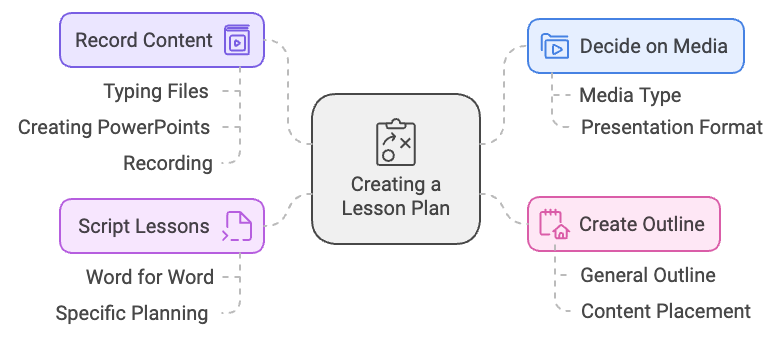 Record Content
Typing Files
Creating PowerPoints
Recording
Script Lessons
Word for Word
Specific Planning
Creating a
Lesson Plan
Decide on Media
Media Type
Presentation Format
Create Outline
General Outline
Content Placement